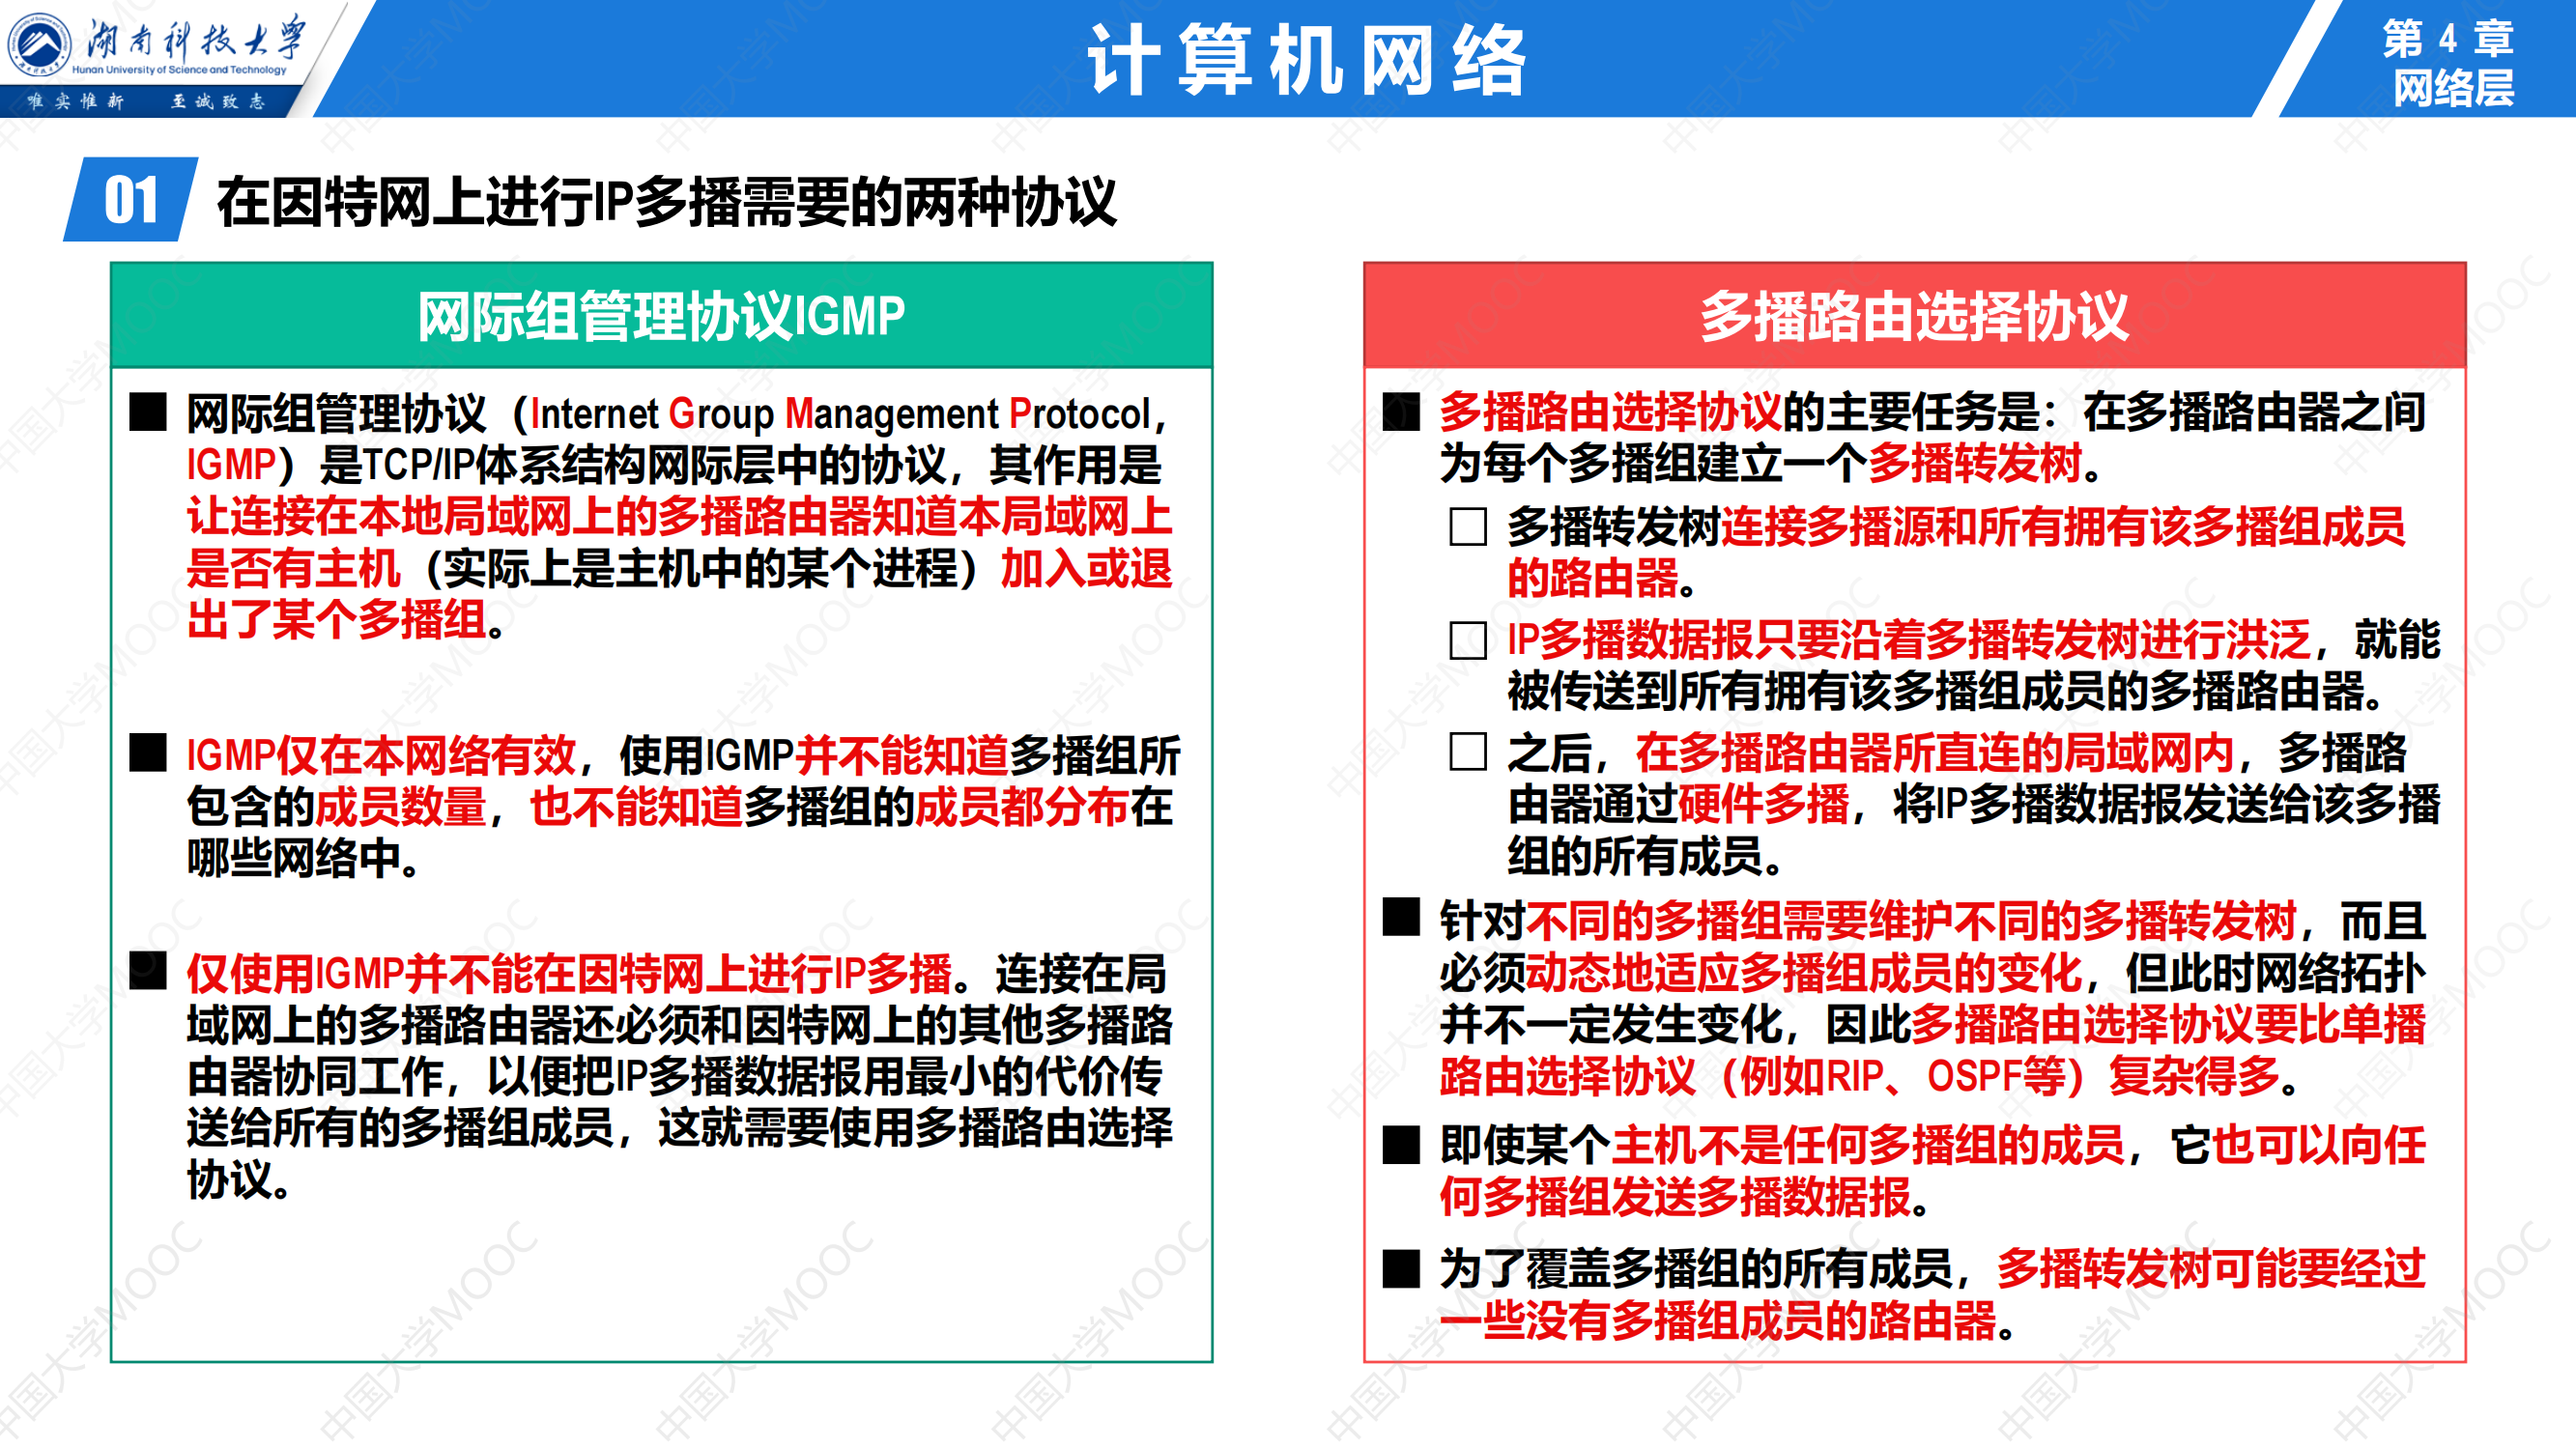 湖南科技大学
Hunan University of Science and Technology
唯实惟新 至诚致志
计算机网络
第 4 章
网络层
01 在因特网上进行IP多播需要的两种协议
网际组管理协议IGMP
网际组管理协议（Internet Group Management Protocol，
IGMP）是TCP/IP体系结构网际层中的协议，其作用是
让连接在本地局域网上的多播路由器知道本局域网上
是否有主机（实际上是主机中的某个进程）加入或退
出了某个多播组。
IGMP仅在本网络有效，使用IGMP并不能知道多播组所
包含的成员数量，也不能知道多播组的成员都分布在
哪些网络中。
仅使用IGMP并不能在因特网上进行IP多播。连接在局
域网上的多播路由器还必须和因特网上的其他多播路
由器协同工作，以便把IP多播数据报用最小的代价传
送给所有的多播组成员，这就需要使用多播路由选择
协议。
多播路由选择协议
多播路由选择协议的主要任务是：在多播路由器之间
为每个多播组建立一个多播转发树。
多播转发树连接多播源和所有拥有该多播组成员
的路由器。
IP多播数据报只要沿着多播转发树进行洪泛，就能
被传送到所有拥有该多播组成员的多播路由器。
之后，在多播路由器所直连的局域网内，多播路
由器通过硬件多播，将IP多播数据报发送给该多播
组的所有成员。
针对不同的多播组需要维护不同的多播转发树，而且
必须动态地适应多播组成员的变化，但此时网络拓扑
并不一定发生变化，因此多播路由选择协议要比单播
路由选择协议（例如RIP、OSPF等）复杂得多。
即使某个主机不是任何多播组的成员，它也可以向任
何多播组发送多播数据报。
为了覆盖多播组的所有成员，多播转发树可能要经过
一些没有多播组成员的路由器。
中国大学MOOC